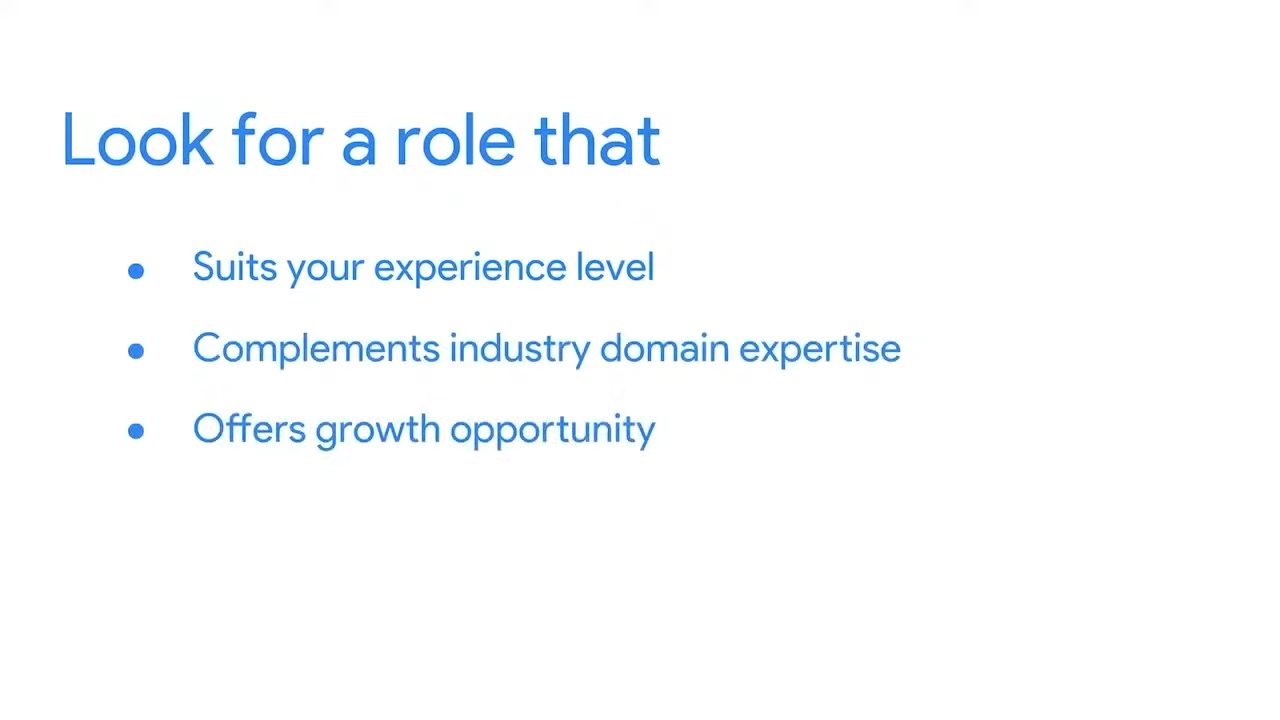 Look for a role that
● Suits your experience level
● Complements industry domain expertise
● Offers growth opportunity